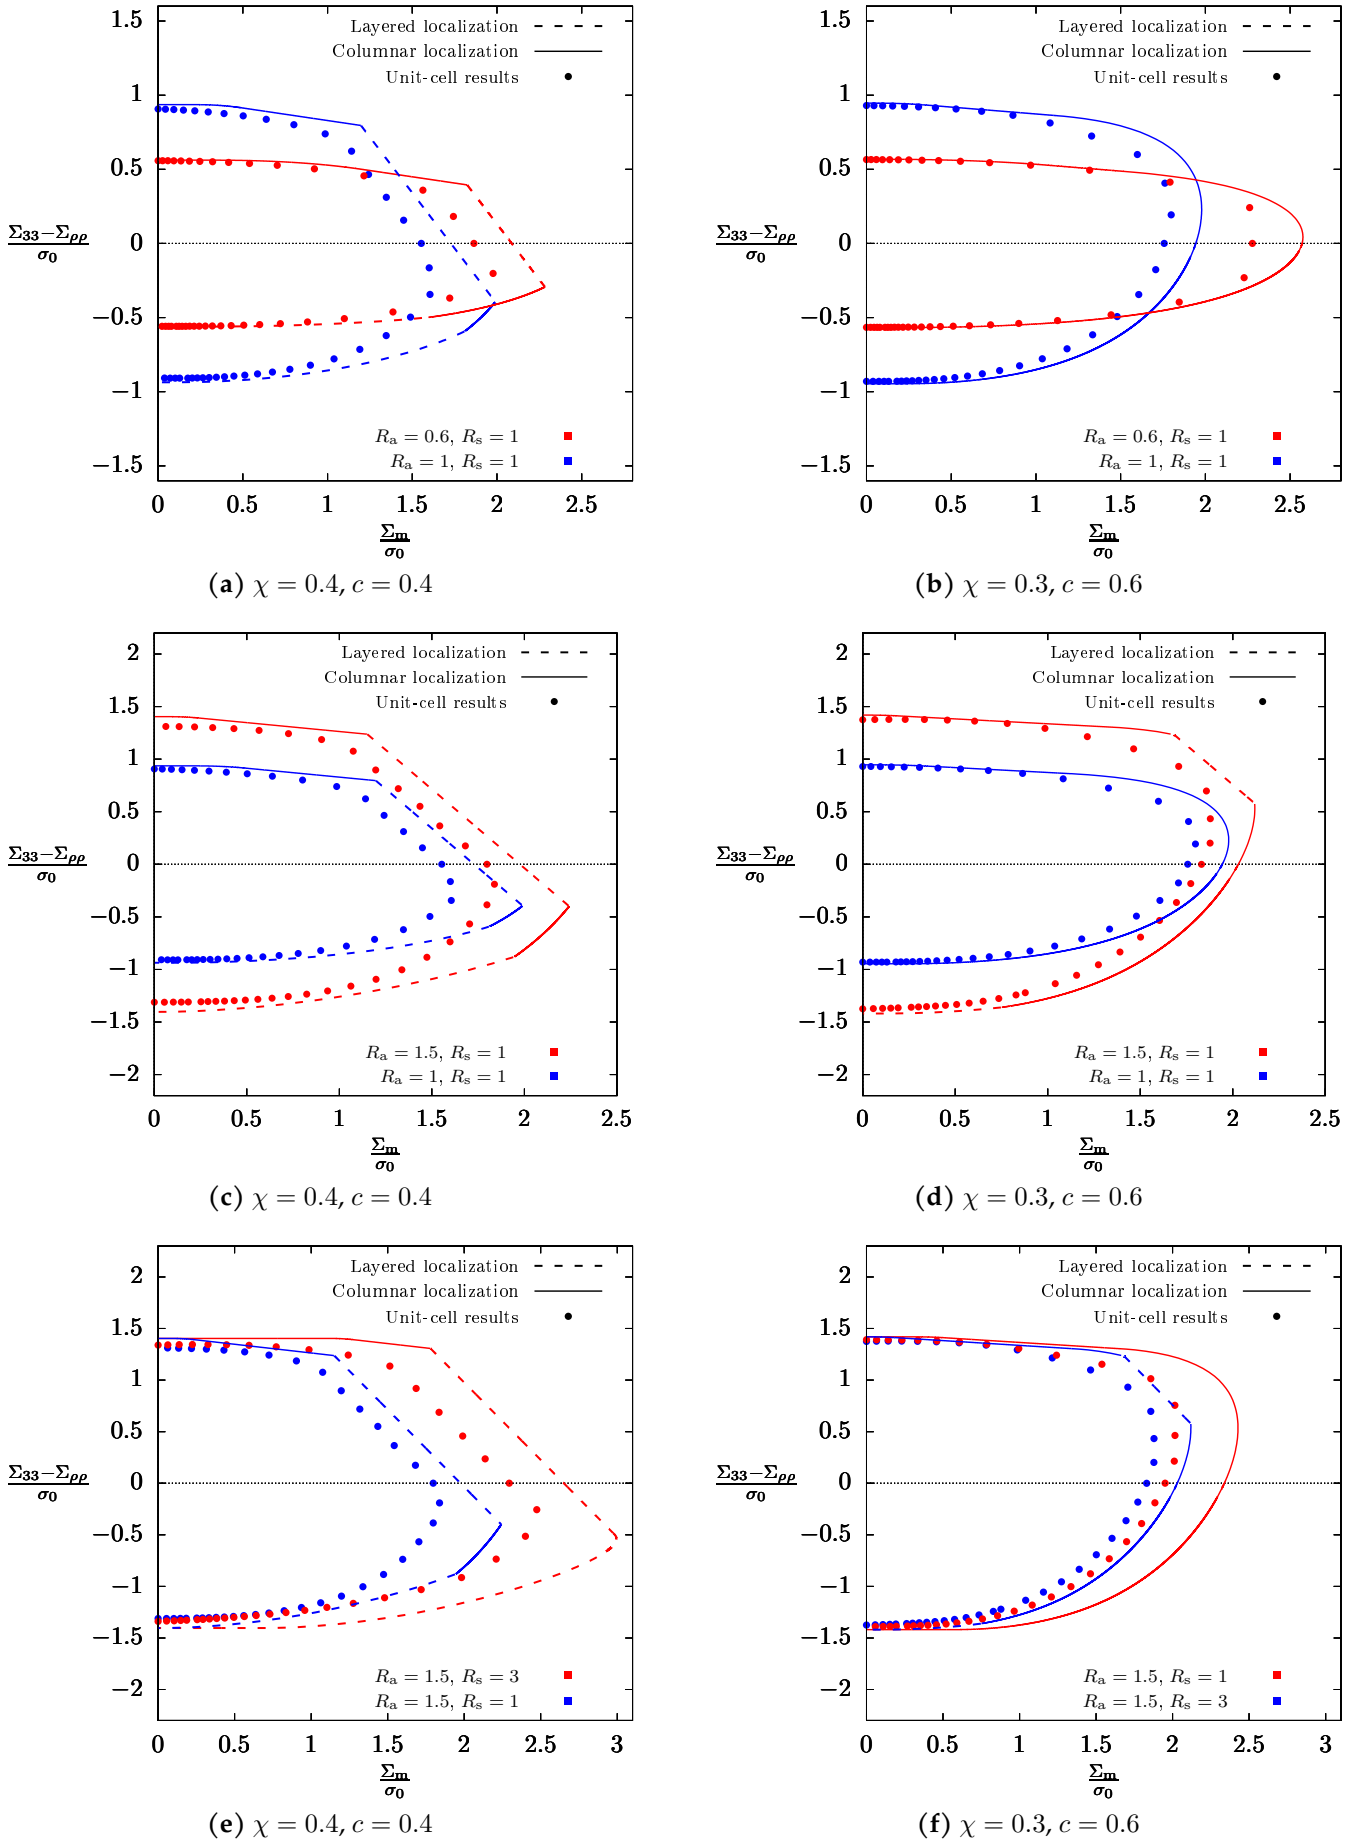 1.5
1
0.5
0
−0.5
−1
−1.5
Σ33−Σρρ
σ0
Layered localization
Columnar localization
Unit-cell results
Ra = 0.6, Rs = 1
Ra = 1, Rs = 1
0 0.5 1 1.5 2 2.5
Σm
σ0
(a) χ = 0.4, c = 0.4
1.5
1
0.5
0
−0.5
−1
−1.5
Σ33−Σρρ
σ0
Layered localization
Columnar localization
Unit-cell results
Ra = 0.6, Rs = 1
Ra = 1, Rs = 1
0 0.5 1 1.5 2 2.5
Σm
σ0
(b) χ = 0.3, c = 0.6
2
1.5
1
0.5
0
−0.5
−1
−1.5
−2
Σ33−Σρρ
σ0
Layered localization
Columnar localization
Unit-cell results
Ra = 1.5, Rs = 1
Ra = 1, Rs = 1
0 0.5 1 1.5 2 2.5
Σm
σ0
(c) χ = 0.4, c = 0.4
2
1.5
1
0.5
0
−0.5
−1
−1.5
−2
Σ33−Σρρ
σ0
Layered localization
Columnar localization
Unit-cell results
Ra = 1.5, Rs = 1
Ra = 1, Rs = 1
0 0.5 1 1.5 2 2.5
Σm
σ0
(d) χ = 0.3, c = 0.6
2
1.5
1
0.5
0
−0.5
−1
−1.5
−2
Σ33−Σρρ
σ0
Layered localization
Columnar localization
Unit-cell results
Ra = 1.5, Rs = 3
Ra = 1.5, Rs = 1
0 0.5 1 1.5 2 2.5 3
Σm
σ0
(e) χ = 0.4, c = 0.4
2
1.5
1
0.5
0
−0.5
−1
−1.5
−2
Σ33−Σρρ
σ0
Layered localization
Columnar localization
Unit-cell results
Ra = 1.5, Rs = 1
Ra = 1.5, Rs = 3
0 0.5 1 1.5 2 2.5 3
Σm
σ0
(f) χ = 0.3, c = 0.6